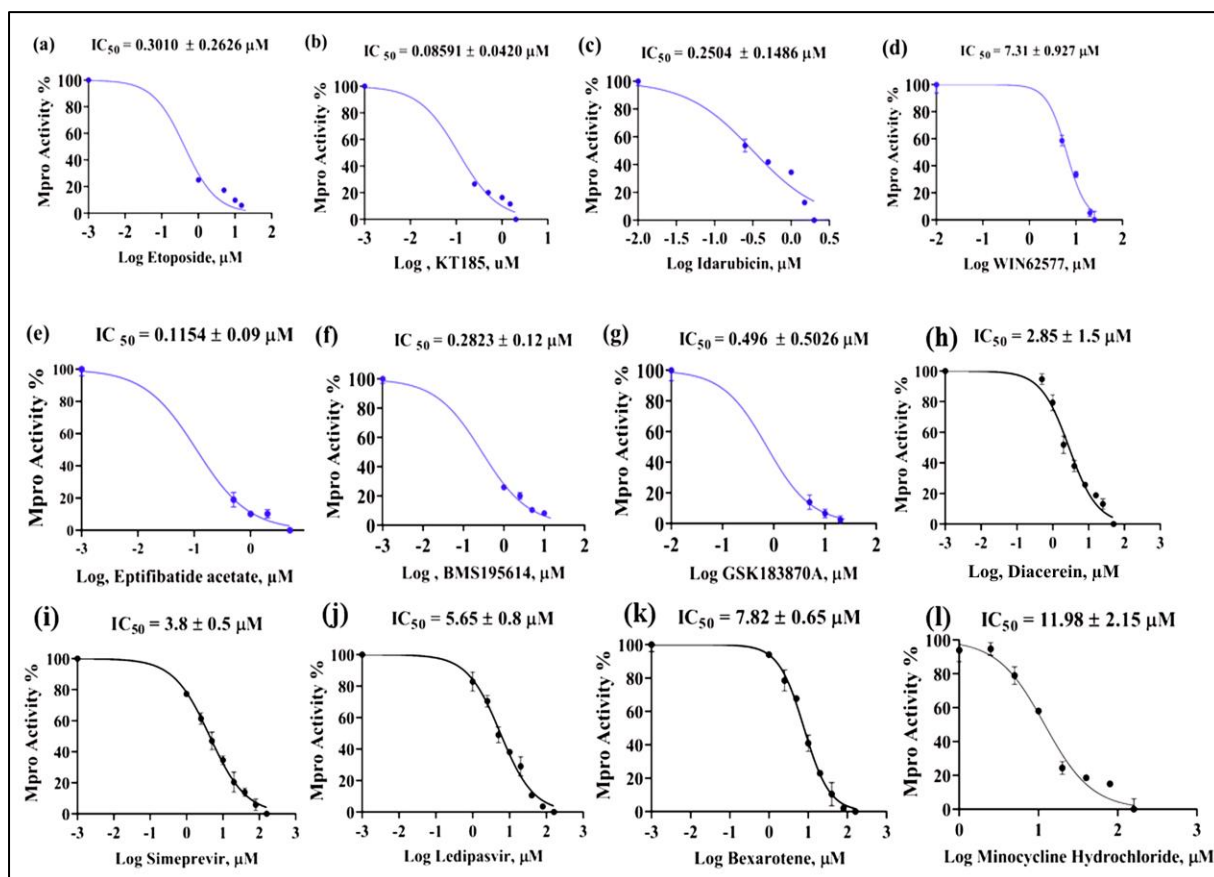 (a)
IC50 = 0.3010 ± 0.2626 μM
Mpro Activity %
100
80
60
40
20
0
-3 -2 -1 0 1 2
Log Etoposide, μM
(b)
IC 50 = 0.08591 ± 0.0420 μM
Mpro Activity %
100
80
60
40
20
0
-3 -2 -1 0 1
Log , KT185, uM
(c)
IC50 = 0.2504 ± 0.1486 μM
Mpro Activity %
100
80
60
40
20
0
-2.0 -1.5 -1.0 -0.5 0.0 0.5
Log Idarubicin, μM
(d)
IC 50 = 7.31 ± 0.927 μM
Mpro Activity %
100
80
60
40
20
0
-2 -1 0 1 2
Log WIN62577, μM
(e)
IC 50 = 0.1154 ± 0.09 μM
Mpro Activity %
100
80
60
40
20
0
-3 -2 -1 0 1
Log, Eptifibatide acetate, μM
(f)
IC 50 = 0.2823 ± 0.12 μM
Mpro Activity %
100
80
60
40
20
0
-3 -2 -1 0 1 2
Log , BMS195614, μM
(g)
IC50 = 0.496 ± 0.5026 μM
Mpro Activity %
100
80
60
40
20
0
-2 -1 0 1 2
Log GSK183870A, μM
(h)
IC50 = 2.85 ± 1.5 μM
Mpro Activity %
100
80
60
40
20
0
-3 -2 -1 0 1 2 3
Log, Diacerein, μM
(i)
IC50 = 3.8 ± 0.5 μM
Mpro Activity %
100
80
60
40
20
0
-3 -2 -1 0 1 2 3
Log Simeprevir, μM
(j)
IC50 = 5.65 ± 0.8 μM
Mpro Activity %
100
80
60
40
20
0
-3 -2 -1 0 1 2 3
Log Ledipasvir, μM
(k)
IC50 = 7.82 ± 0.65 μM
Mpro Activity %
100
80
60
40
20
0
-3 -2 -1 0 1 2 3
Log Bexarotene, μM
(l)
IC50 = 11.98 ± 2.15 μM
Mpro Activity %
100
80
60
40
20
0
0 1 2 3
Log Minocycline Hydrochloride, μM